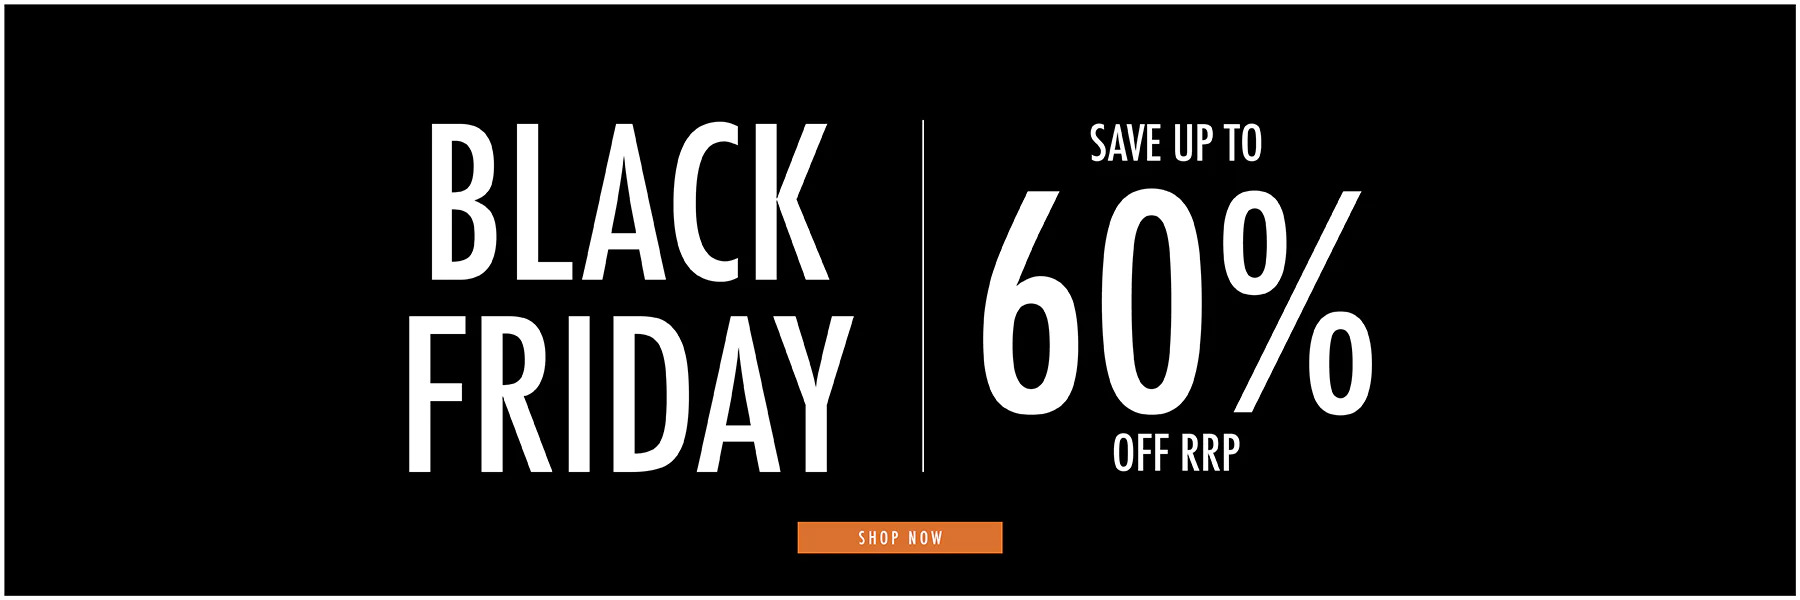 BLACK
FRIDAY
SAVE UP TO
60%
OFF RRP
SHOP NOW